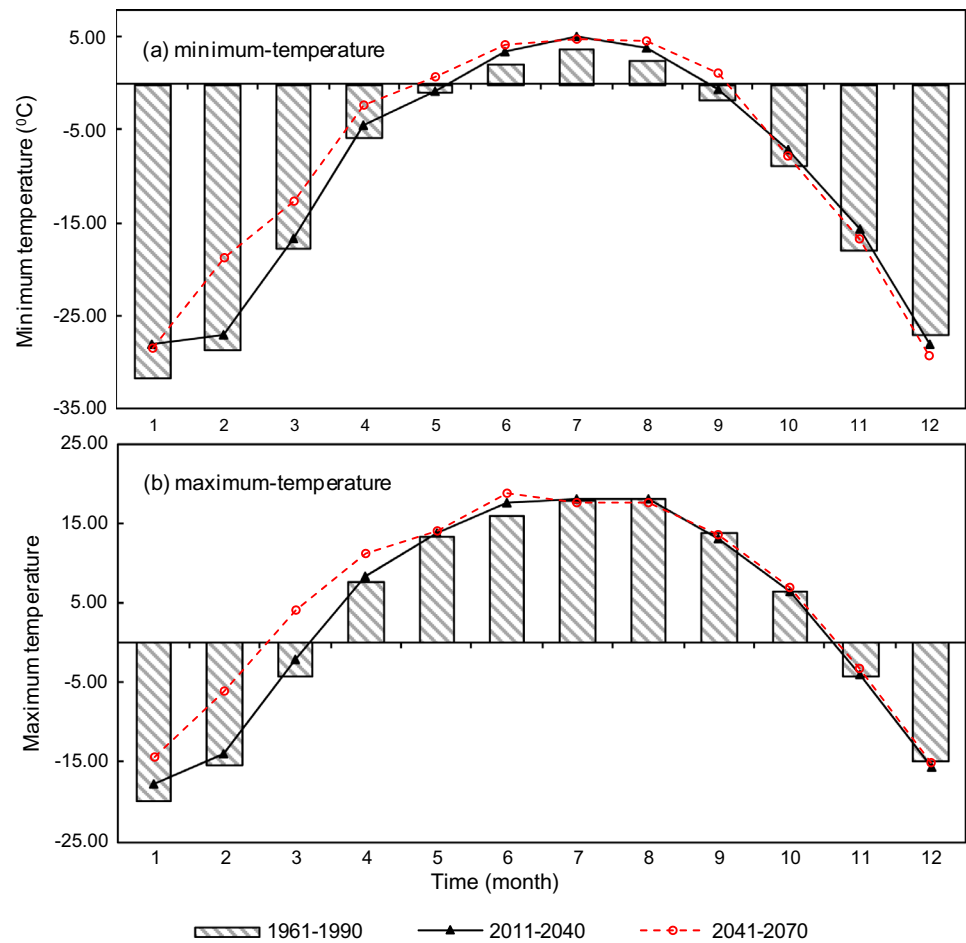 (a) minimum-temperature
Minimum temperature (⁰C)
5.00
-5.00
-15.00
-25.00
-35.00
1 2 3 4 5 6 7 8 9 10 11 12
(b) maximum-temperature
Maximum temperature
25.00
15.00
5.00
-5.00
-15.00
-25.00
1 2 3 4 5 6 7 8 9 10 11 12
Time (month)
1961-1990 2011-2040 2041-2070